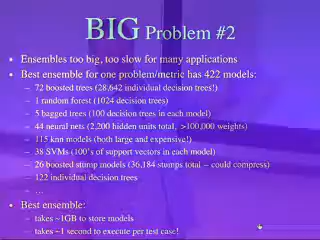 BIG Problem #2
• Ensembles too big, too slow for many applications
• Best ensemble for one problem/metric has 422 models:
– 72 boosted trees (28,642 individual decision trees!)
– 1 random forest (1024 decision trees)
– 5 bagged trees (100 decision trees in each model)
– 44 neural nets (2,200 hidden units total, >100,000 weights)
– 115 knn models (both large and expensive!)
– 38 SVMs (100's of support vectors in each model)
– 26 boosted stump models (36,184 stumps total – could compress)
– 122 individual decision trees
– …
• Best ensemble:
– takes ~1GB to store models
– takes ~1 second to execute per test case!